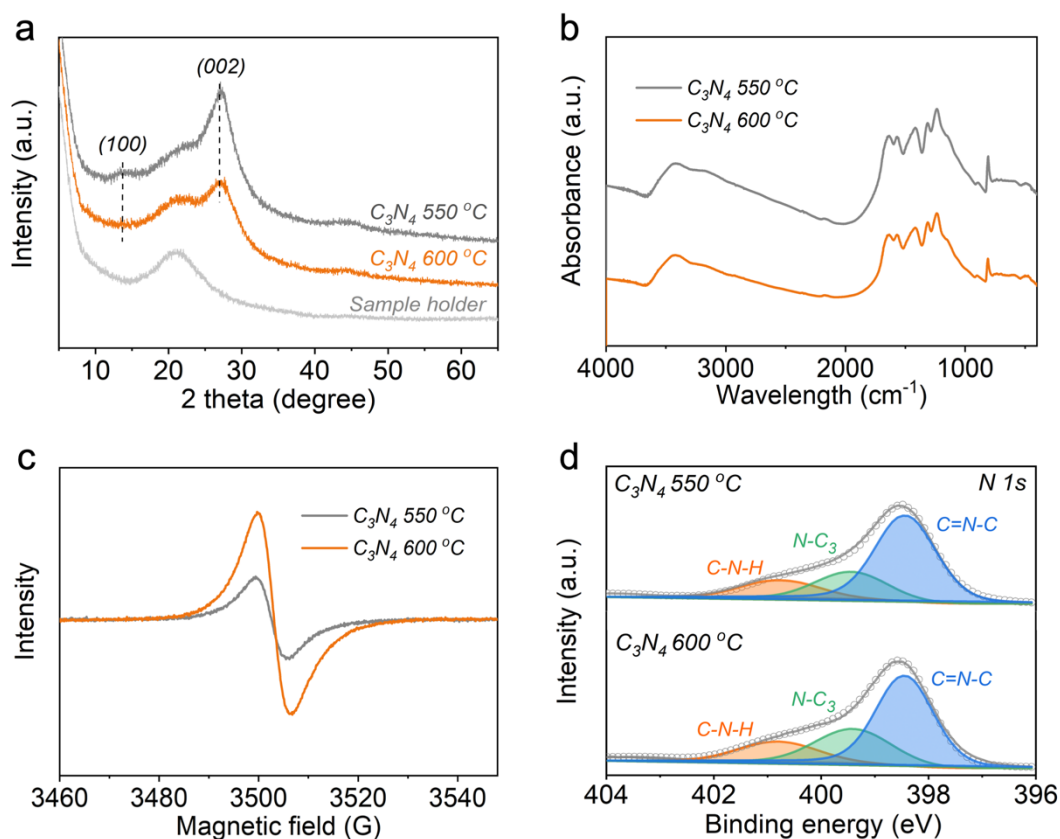 a
(002)
(100)
C₃N₄ 550 °C
C₃N₄ 600 °C
Sample holder
Intensity (a.u.)
10 20 30 40 50 60
2 theta (degree)
b
C₃N₄ 550 °C
C₃N₄ 600 °C
Absorbance (a.u.)
4000 3000 2000 1000
Wavelength (cm⁻¹)
c
C₃N₄ 550 °C
C₃N₄ 600 °C
Intensity
3460 3480 3500 3520 3540
Magnetic field (G)
d
C₃N₄ 550 °C N 1s
C=N-C
N-C₃
C-N-H
C₃N₄ 600 °C
C=N-C
N-C₃
C-N-H
Intensity (a.u.)
404 402 400 398 396
Binding energy (eV)